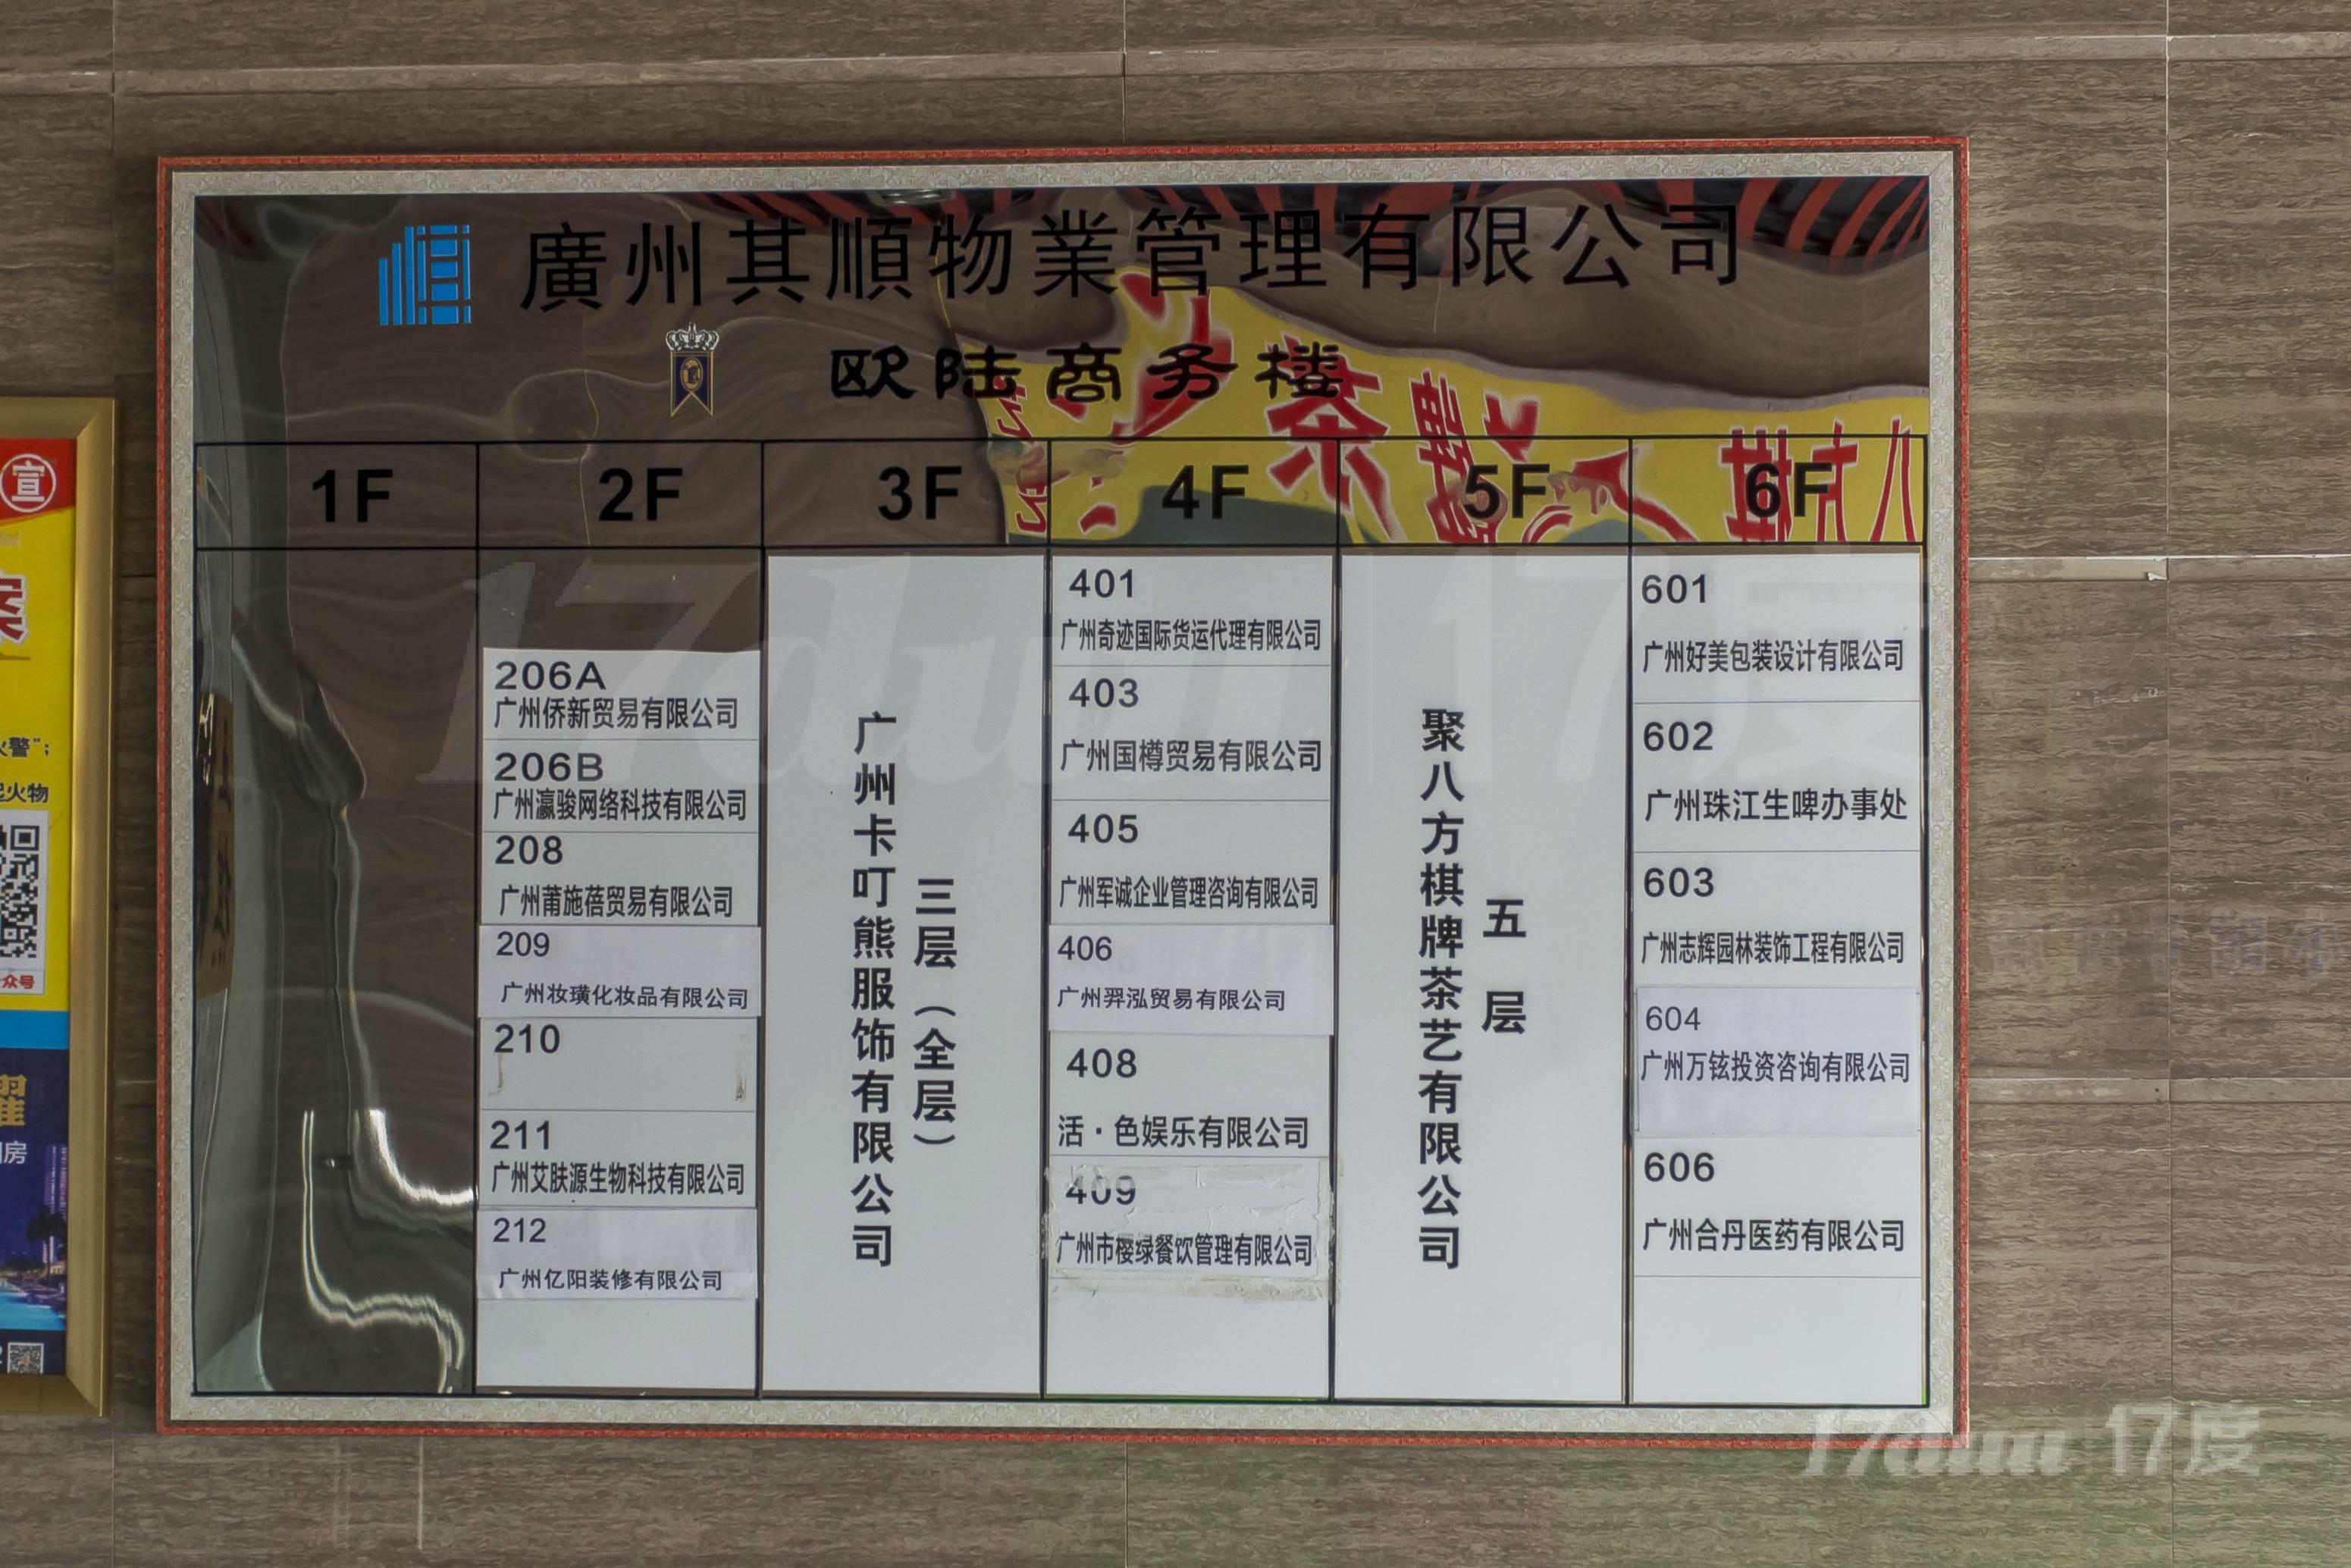 廣州其順物業管理有限公司
欧陆商务楼
1F
2F
3F
4F
5F
6F
206A
广州侨新贸易有限公司
206B
广州瀛骏网络科技有限公司
208
广州莆施蓓贸易有限公司
209
广州妆璜化妆品有限公司
210
211
广州艾肤源生物科技有限公司
212
广州亿阳装修有限公司
三层（全层）
广州卡叮熊服饰有限公司
401
广州奇迹国际货运代理有限公司
403
广州国樽贸易有限公司
405
广州军诚企业管理咨询有限公司
406
广州羿泓贸易有限公司
408
活·色娱乐有限公司
409
广州市樱绿餐饮管理有限公司
五层
聚八方棋牌茶艺有限公司
601
广州好美包装设计有限公司
602
广州珠江生啤办事处
603
广州志辉园林装饰工程有限公司
604
广州万铉投资咨询有限公司
606
广州合丹医药有限公司
宣
火警”；
起火物
众号
房
17du 17度
17度